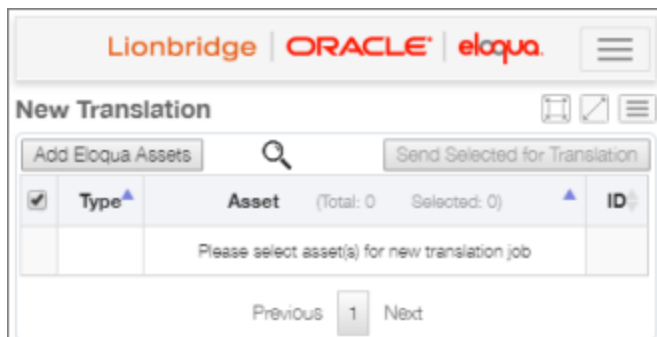 Lionbridge | ORACLE | eloqua.
New Translation
Add Eloqua Assets Send Selected for Translation
Type Asset (Total: 0 Selected: 0) ID
Please select asset(s) for new translation job
Previous 1 Next